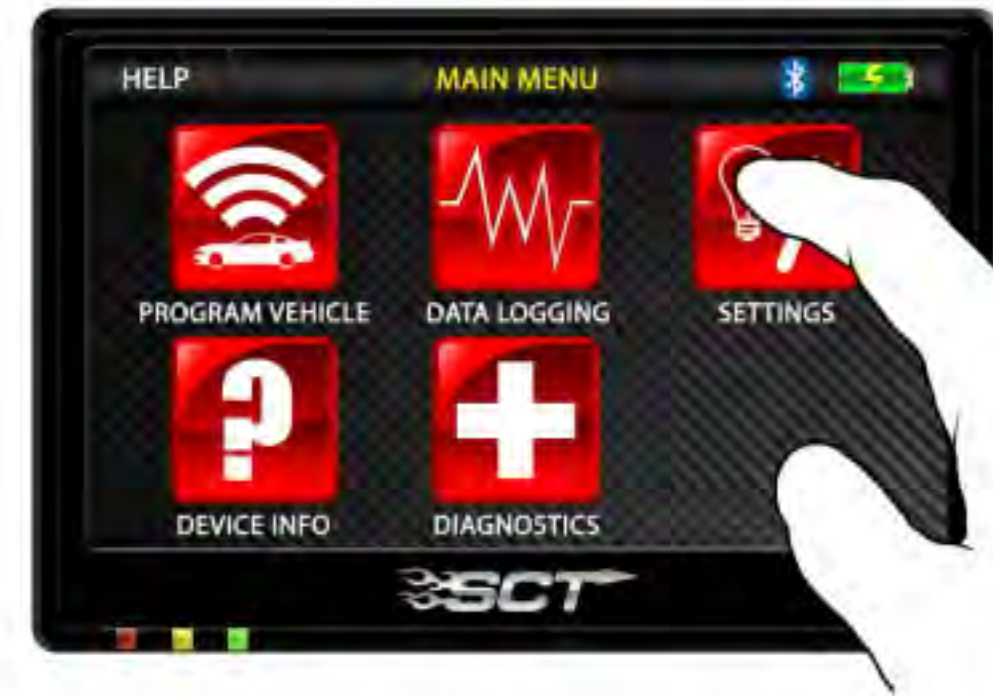 HELP MAIN MENU
PROGRAM VEHICLE DATA LOGGING SETTINGS
DEVICE INFO DIAGNOSTICS
SCT